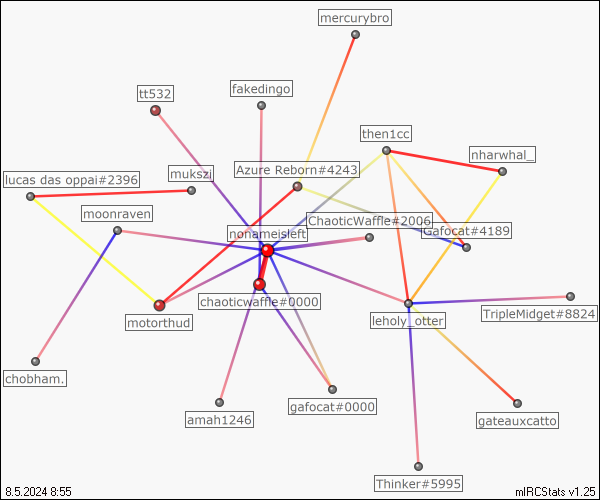 mercurybro
tt532
fakedingo
then1cc
nharwhal_
mukszi
Azure Reborn#4243
lucas das oppai#2396
moonraven
ChaoticWaffle#2006
nonameisleft
Gafocat#4189
chaoticwaffle#0000
motorthud
leholy_otter
TripleMidget#8824
chobham.
gafocat#0000
amah1246
gateauxcatto
Thinker#5995
8.5.2024 8:55
mIRCStats v1.25